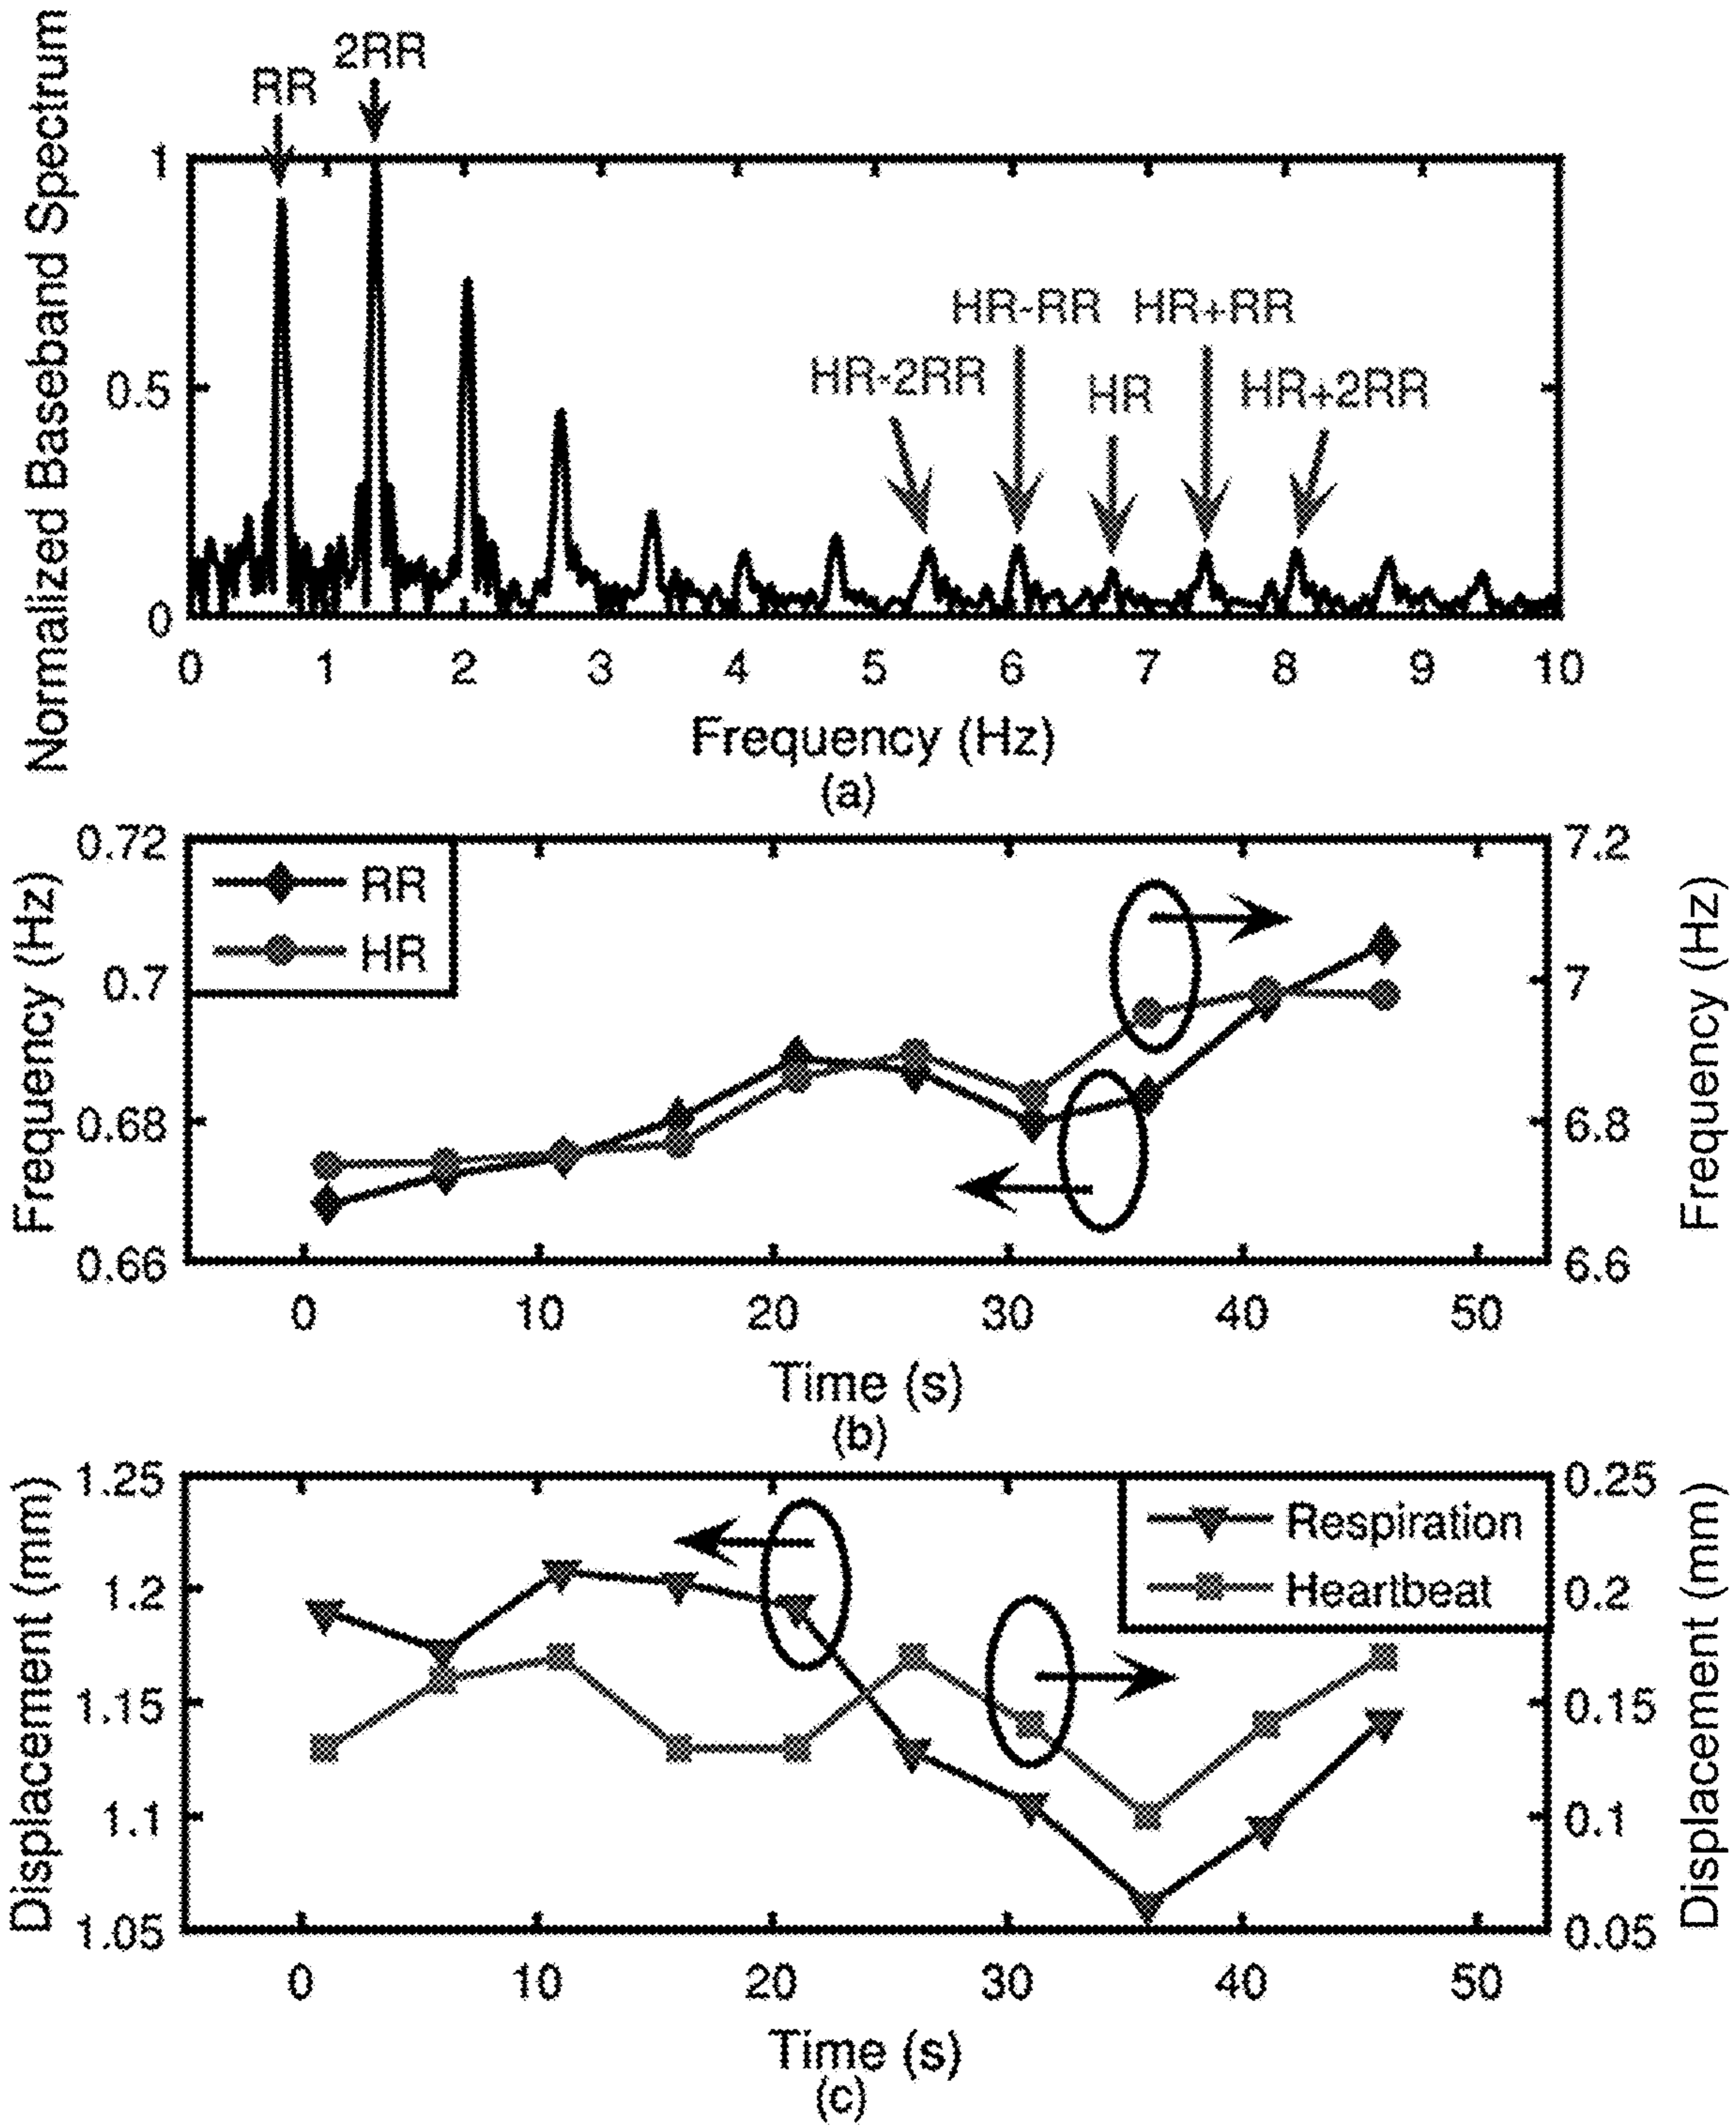 2RR
RR
Normalized Baseband Spectrum
1
0.5
0
HR-RR HR+RR
HR-2RR HR HR+2RR
0 1 2 3 4 5 6 7 8 9 10
Frequency (Hz)
(a)
0.72
0.7
0.68
0.66
Frequency (Hz)
RR
HR
7.2
7
6.8
6.6
Frequency (Hz)
0 10 20 30 40 50
Time (s)
(b)
1.25
1.2
1.15
1.1
1.05
Displacement (mm)
Respiration
Heartbeat
0.25
0.2
0.15
0.1
0.05
Displacement (mm)
0 10 20 30 40 50
Time (s)
(c)